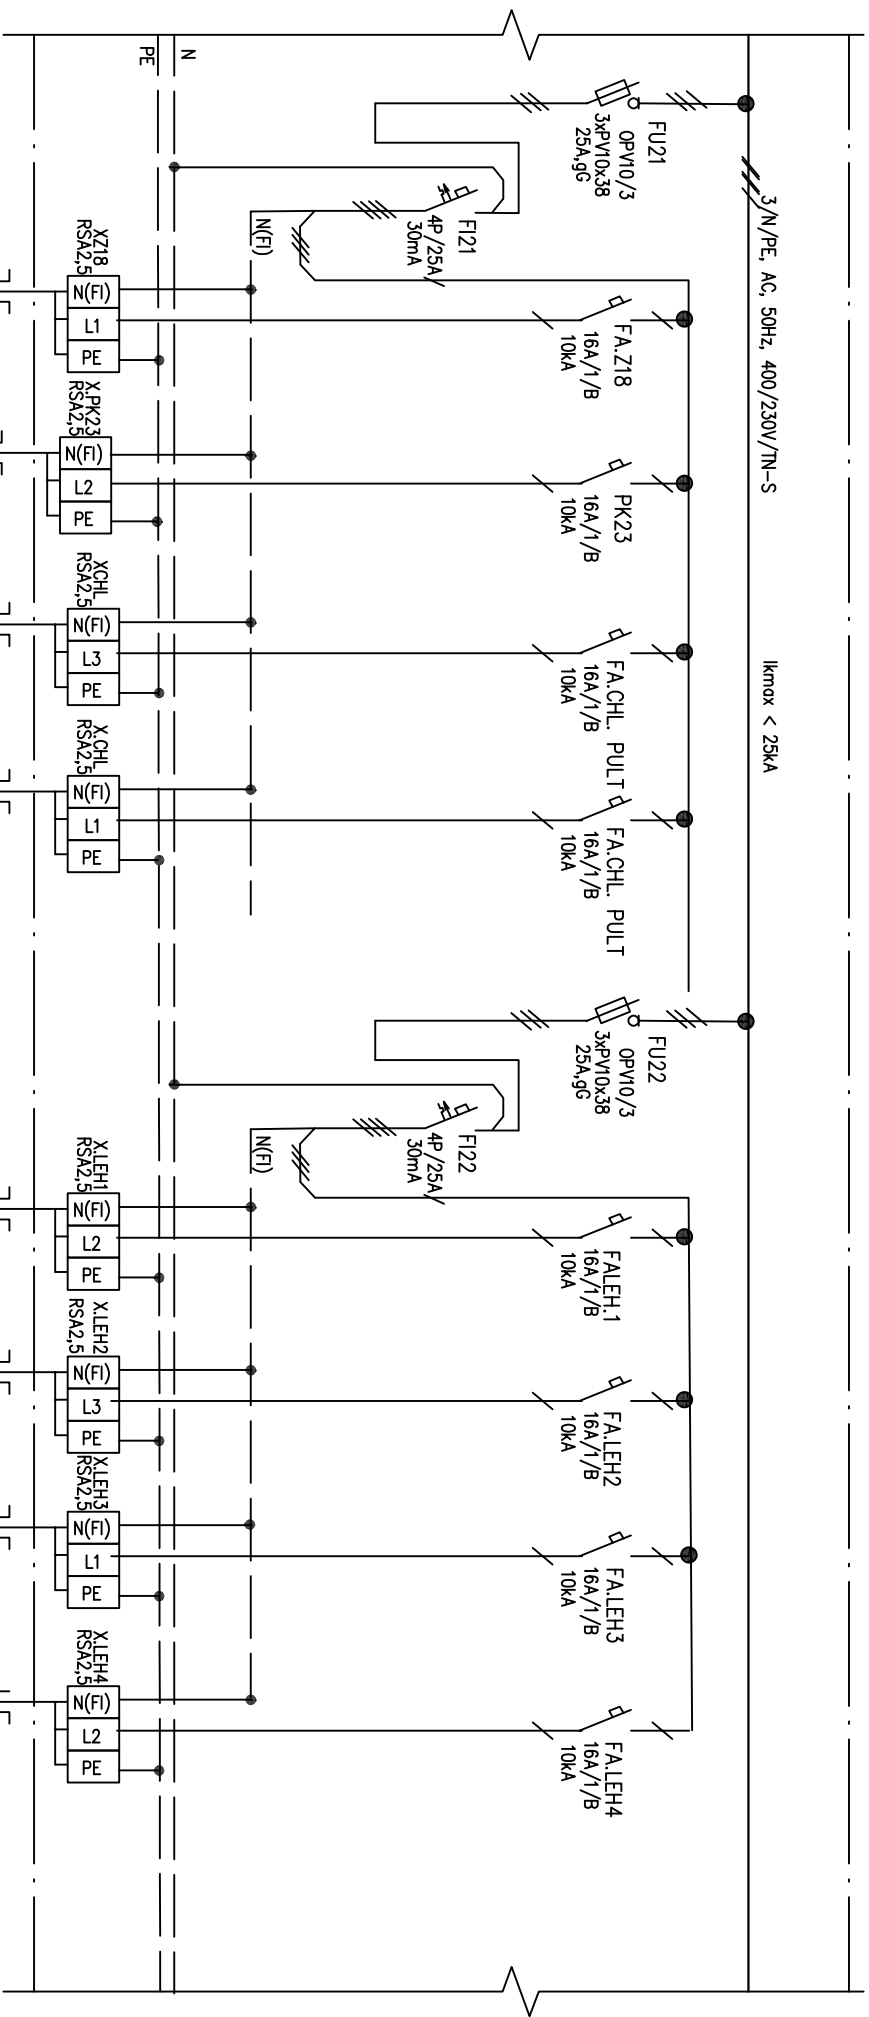 3/N/PE, AC, 50Hz, 400/230V/TN-S
Ikmax < 25kA
FU21
OPV10/3
3xPV10x38
25A,gG
FI21
4P/25A
30mA
N(FI)
N
PE
FA.Z18
16A/1/B
10kA
PK23
16A/1/B
10kA
FA.CHL. PULT
16A/1/B
10kA
FA.CHL. PULT
16A/1/B
10kA
XZ18
RSA2,5
N(FI)
L1
PE
X.PK23
RSA2,5
N(FI)
L2
PE
XCHL
RSA2,5
N(FI)
L3
PE
X.CHL
RSA2,5
N(FI)
L1
PE
FU22
OPV10/3
3xPV10x38
25A,gG
FI22
4P/25A
30mA
N(FI)
FALEH.1
16A/1/B
10kA
FA.LEH2
16A/1/B
10kA
FA.LEH3
16A/1/B
10kA
FA.LEH4
16A/1/B
10kA
X.LEH1
RSA2,5
N(FI)
L2
PE
X.LEH2
RSA2,5
N(FI)
L3
PE
X.LEH3
RSA2,5
N(FI)
L1
PE
X.LEH4
RSA2,5
N(FI)
L2
PE